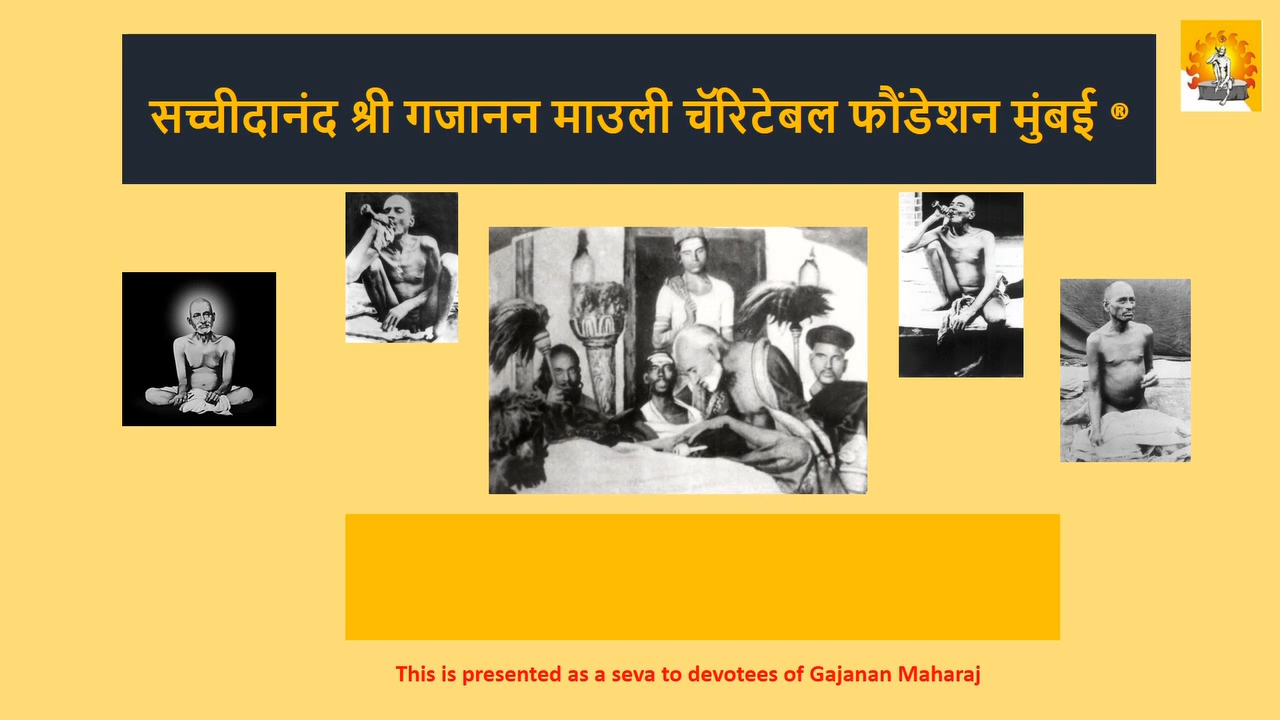 सच्चीदानंद श्री गजानन माउली चॅरिटेबल फौंडेशन मुंबई ®
This is presented as a seva to devotees of Gajanan Maharaj